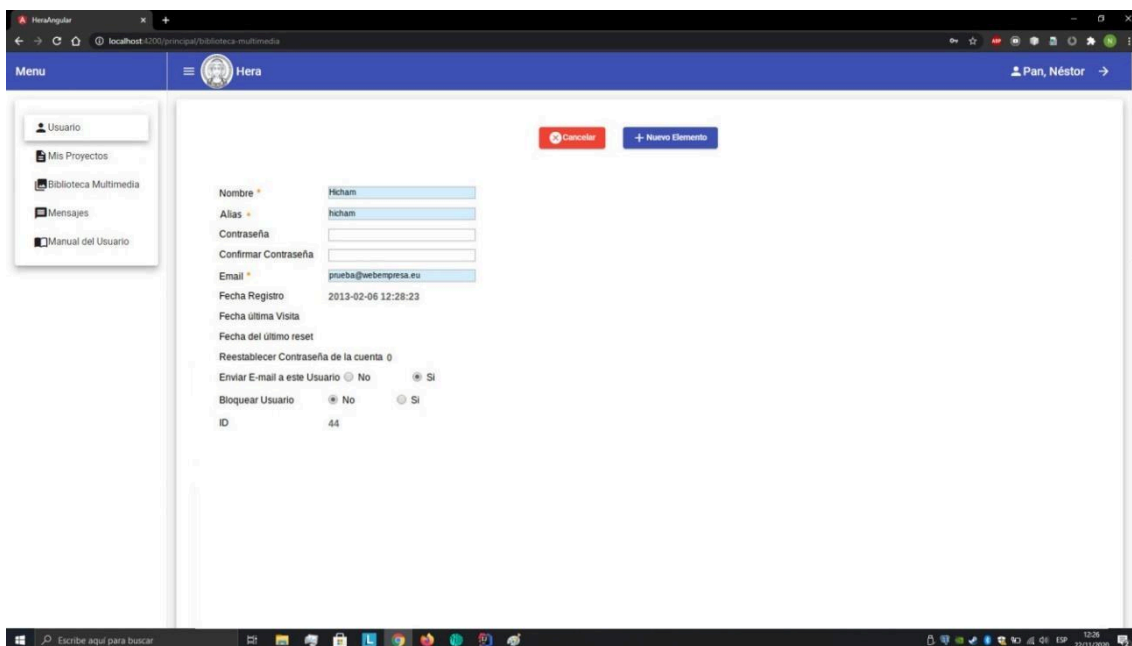 HeraAngular
localhost:4200/principal/biblioteca-multimedia
Menu
Hera
Pan, Néstor
Usuario
Mis Proyectos
Biblioteca Multimedia
Mensajes
Manual del Usuario
Cancelar
+ Nuevo Elemento
Nombre * Hicham
Alias * hicham
Contraseña
Confirmar Contraseña
Email * prueba@webempresa.eu
Fecha Registro 2013-02-06 12:28:23
Fecha última Visita
Fecha del último reset
Reestablecer Contraseña de la cuenta 0
Enviar E-mail a este Usuario No Si
Bloquear Usuario No Si
ID 44
Escribe aquí para buscar
ESP
12:26
22/11/2020